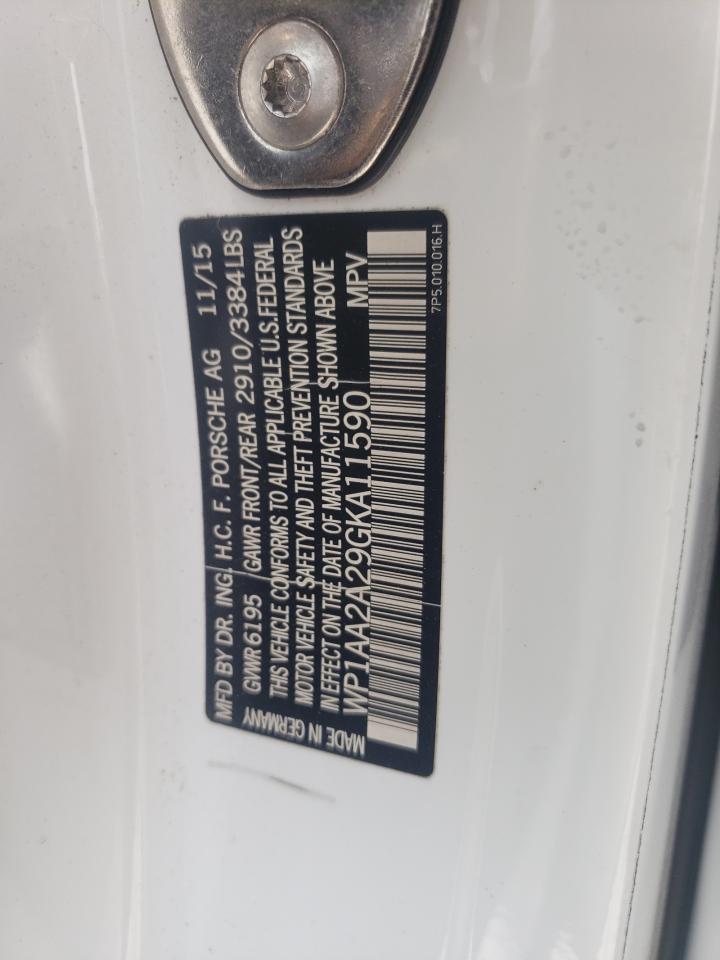 MFD BY DR. ING. H.C. F. PORSCHE AG 11/15
GVWR 6195 GAWR FRONT/REAR 2910/3384LBS
THIS VEHICLE CONFORMS TO ALL APPLICABLE U.S.FEDERAL
MOTOR VEHICLE SAFETY AND THEFT PREVENTION STANDARDS
IN EFFECT ON THE DATE OF MANUFACTURE SHOWN ABOVE
WP1AA2A29GKA11590 MPV
MADE IN GERMANY
7P5.010.016.H